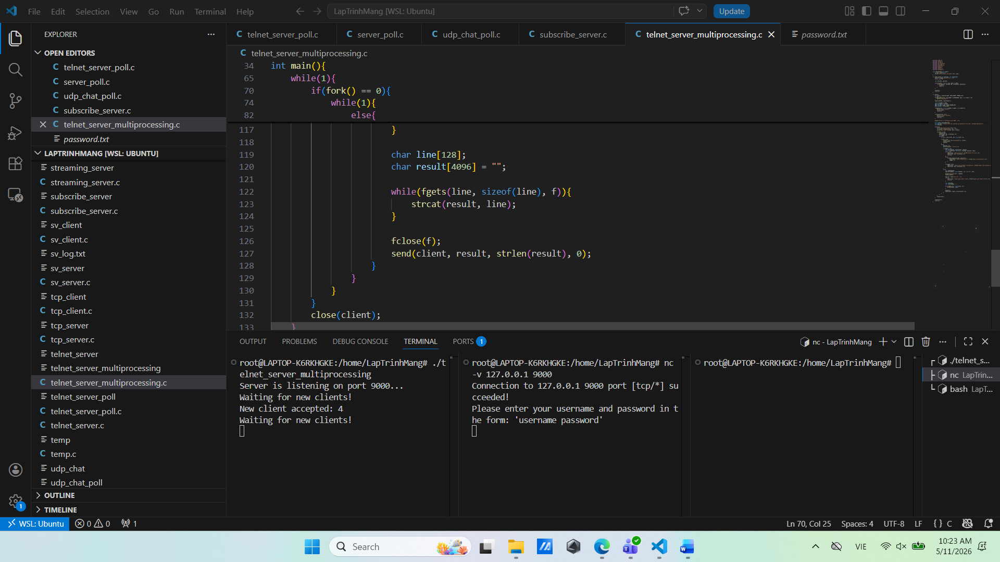 File Edit Selection View Go Run Terminal Help
LapTrinhMang [WSL: Ubuntu]
Update
EXPLORER
OPEN EDITORS
telnet_server_poll.c
server_poll.c
udp_chat_poll.c
subscribe_server.c
telnet_server_multiprocessing.c
password.txt
LAPTRINHMANG [WSL: UBUNTU]
streaming_server
streaming_server.c
subscribe_server
subscribe_server.c
sv_client
sv_client.c
sv_log.txt
sv_server
sv_server.c
tcp_client
tcp_client.c
tcp_server
tcp_server.c
telnet_server
telnet_server_multiprocessing
telnet_server_multiprocessing.c
telnet_server_poll
telnet_server_poll.c
telnet_server.c
temp
temp.c
udp_chat
udp_chat_poll
OUTLINE
TIMELINE
telnet_server_poll.c server_poll.c udp_chat_poll.c subscribe_server.c telnet_server_multiprocessing.c password.txt
telnet_server_multiprocessing.c
34 int main(){
65 while(1){
70 if(fork() == 0){
74 while(1){
82 else{
117 }
118
119 char line[128];
120 char result[4096] = "";
121
122 while(fgets(line, sizeof(line), f)){
123 strcat(result, line);
124 }
125
126 fclose(f);
127 send(client, result, strlen(result), 0);
128 }
129 }
130 }
131 }
132 close(client);
133 }
OUTPUT PROBLEMS DEBUG CONSOLE TERMINAL PORTS 1
nc - LapTrinhMang
root@LAPTOP-K6RKHGKE:/home/LapTrinhMang# ./t
elnet_server_multiprocessing
Server is listening on port 9000...
Waiting for new clients!
New client accepted: 4
Waiting for new clients!
root@LAPTOP-K6RKHGKE:/home/LapTrinhMang# nc
-v 127.0.0.1 9000
Connection to 127.0.0.1 9000 port [tcp/*] su
cceeded!
Please enter your username and password in t
he form: 'username password'
root@LAPTOP-K6RKHGKE:/home/LapTrinhMang#
./telnet_s...
nc LapTrin...
bash LapT...
1
WSL: Ubuntu 0 0 1
Ln 70, Col 25 Spaces: 4 UTF-8 LF {} C
Search
VIE
10:23 AM
5/11/2026